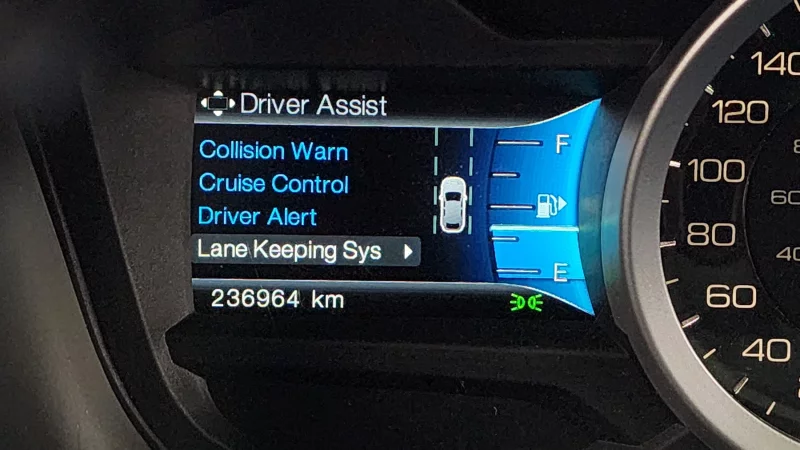 Driver Assist
Collision Warn
Cruise Control
Driver Alert
Lane Keeping Sys
236964 km
F
E
140
120
100
80
60
40
60